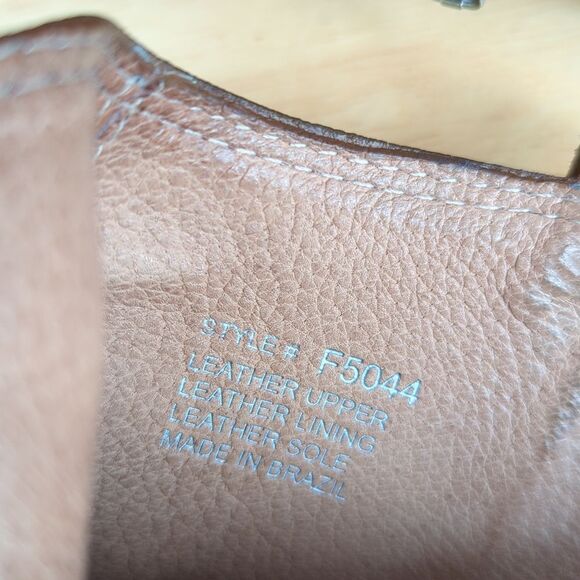 STYLE # F5044
LEATHER UPPER
LEATHER LINING
LEATHER SOLE
MADE IN BRAZIL